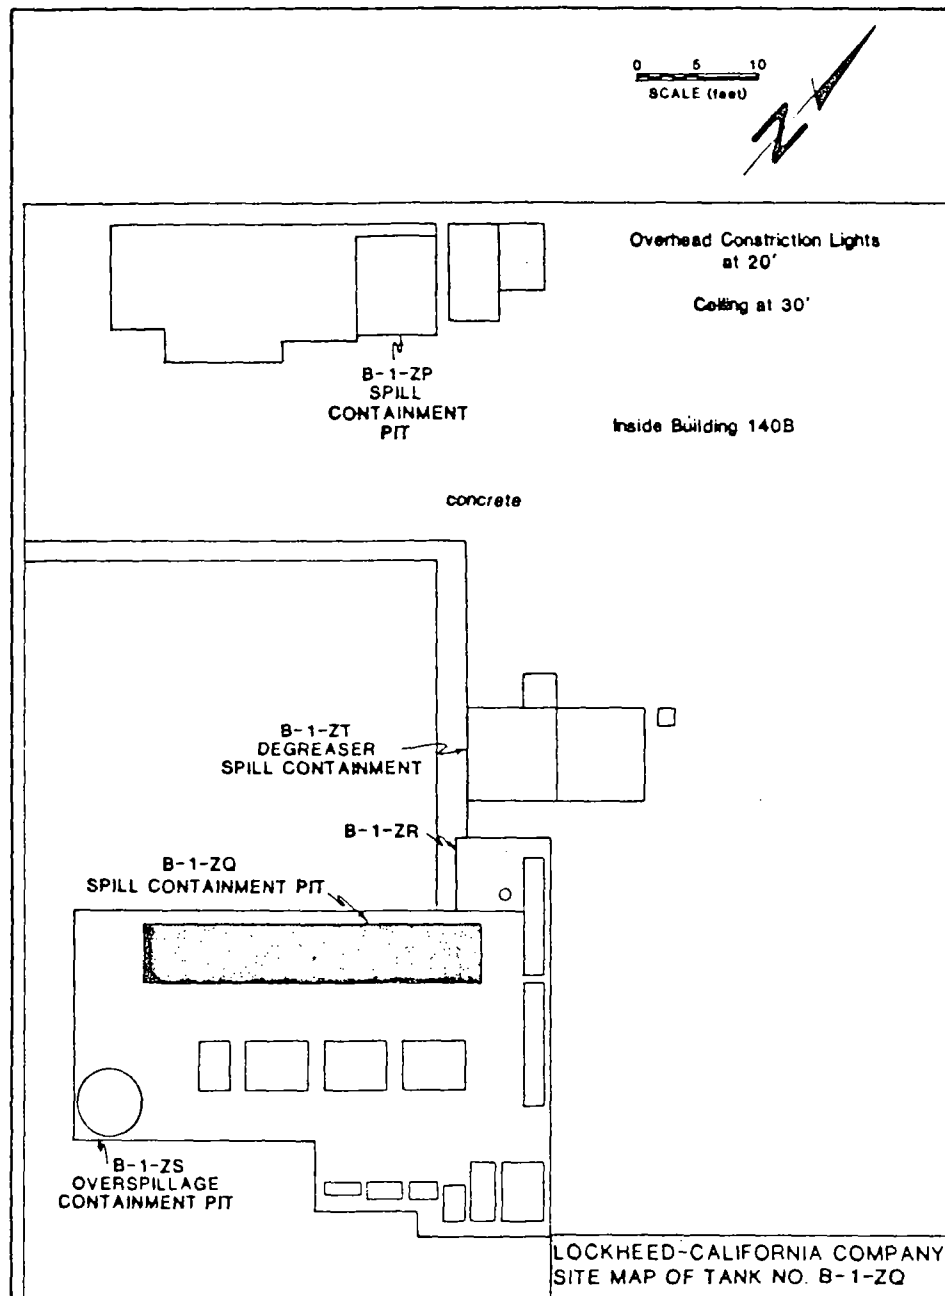 0 5 10
SCALE (feet)
N
Overhead Constriction Lights
at 20'
Ceiling at 30'
B-1-ZP
SPILL
CONTAINMENT
PIT
Inside Building 140B
concrete
B-1-ZT
DEGREASER
SPILL CONTAINMENT
B-1-ZR
B-1-ZQ
SPILL CONTAINMENT PIT
B-1-ZS
OVERSPILLAGE
CONTAINMENT PIT
LOCKHEED-CALIFORNIA COMPANY
SITE MAP OF TANK NO. B-1-ZQ